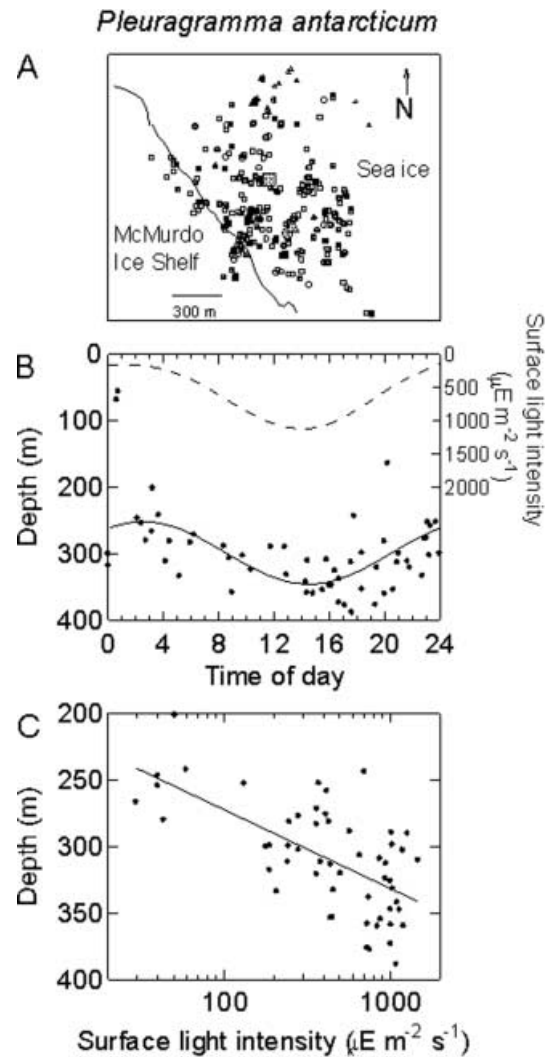 Pleuragramma antarcticum
A
N
Sea ice
McMurdo
Ice Shelf
300 m
B
0
100
200
300
400
Depth (m)
0
500
1000
1500
2000
Surface light intensity
(μE m-2 s-1)
0 4 8 12 16 20 24
Time of day
C
200
250
300
350
400
Depth (m)
100 1000
Surface light intensity (μE m-2 s-1)